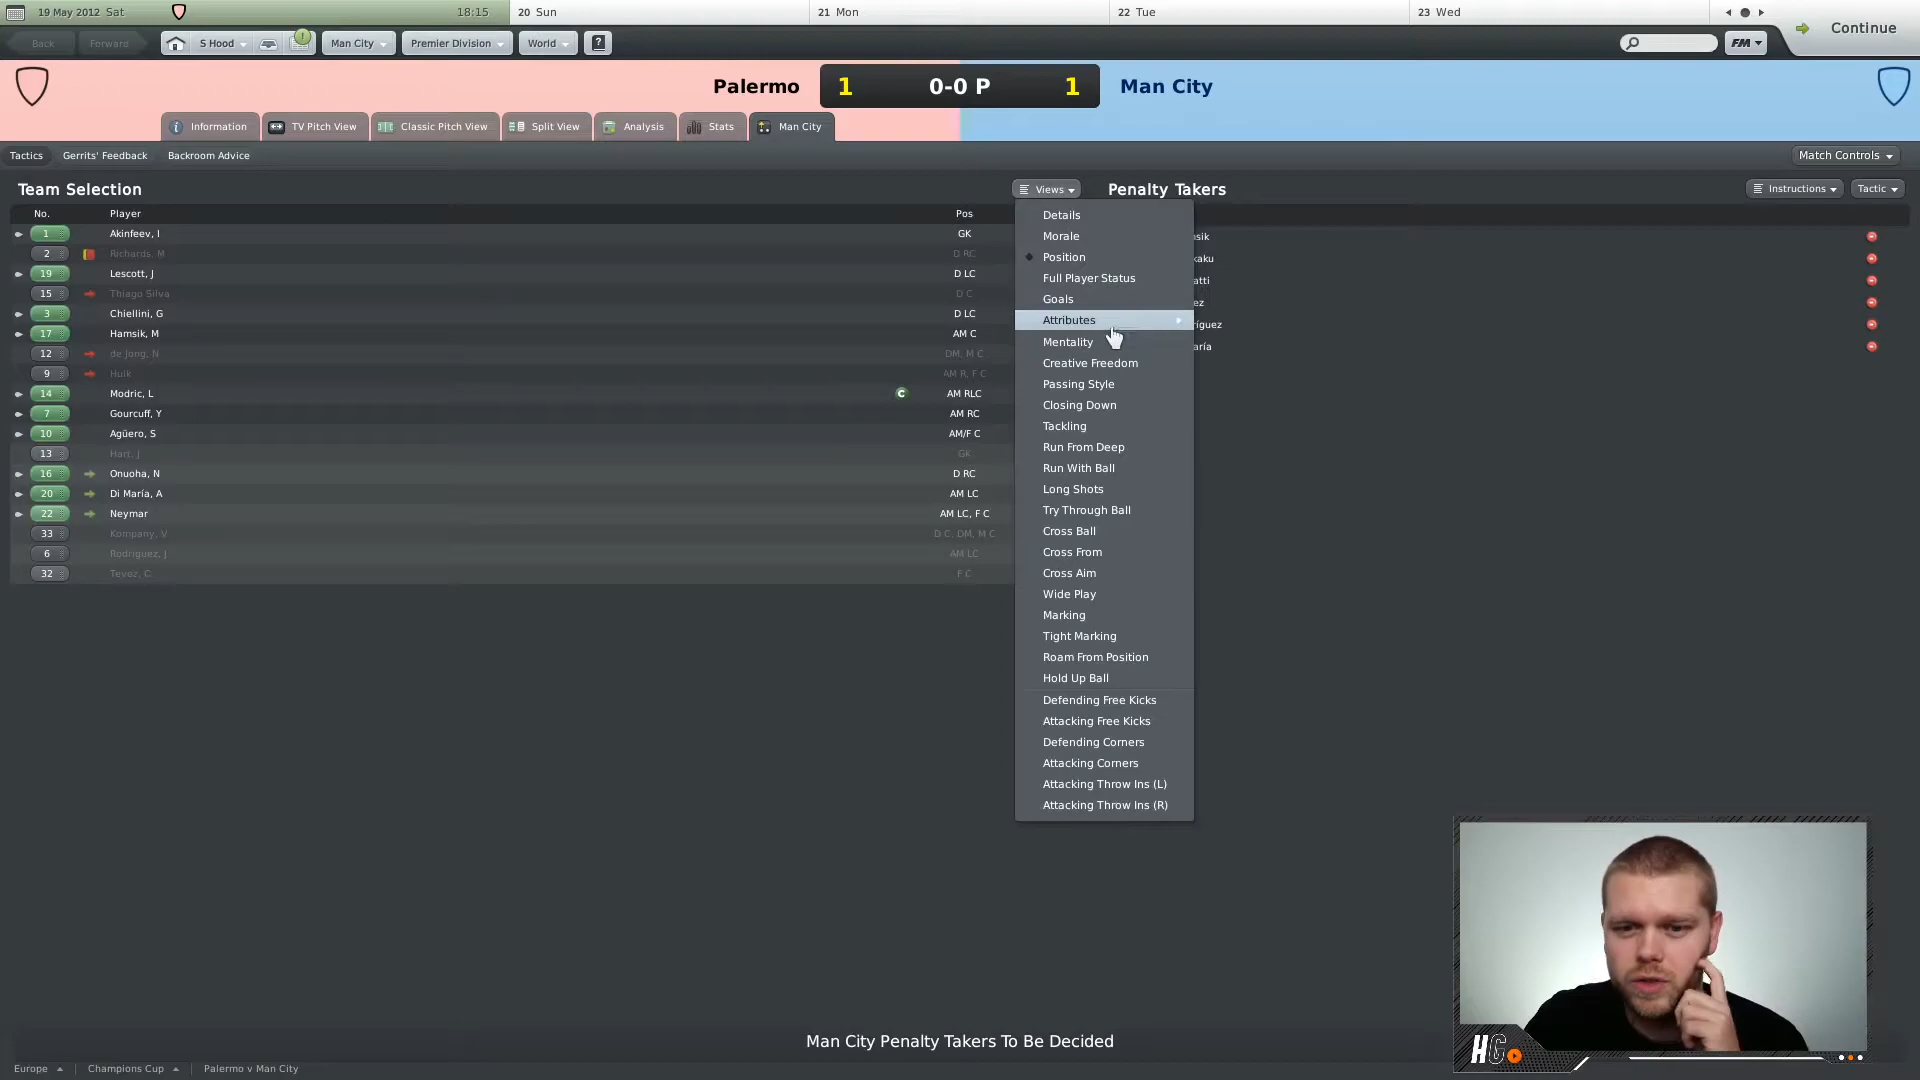 19 May 2012 Sat 18:15 20 Sun 21 Mon 22 Tue 23 Wed
Back Forward S Hood Man City Premier Division World ? FM Continue
Palermo 1 0-0 P 1 Man City
Information TV Pitch View Classic Pitch View Split View Analysis Stats Man City
Tactics Gerrits' Feedback Backroom Advice Match Controls
Team Selection Views Penalty Takers Instructions Tactic
No. Player Pos
1 Akinfeev, I GK
2 Richards, M D RC
19 Lescott, J D LC
15 Thiago Silva D C
3 Chiellini, G D LC
17 Hamsik, M AM C
12 de Jong, N DM, M C
9 Hulk AM R, F C
14 Modric, L C AM RLC
7 Gourcuff, Y AM RC
10 Agüero, S AM/F C
13 Hart, J GK
16 Onuoha, N D RC
20 Di María, A AM LC
22 Neymar AM LC, F C
33 Kompany, V D C, DM, M C
6 Rodríguez, J AM LC
32 Tevez, C F C
Details
Morale
Position
Full Player Status
Goals
Attributes
Mentality
Creative Freedom
Passing Style
Closing Down
Tackling
Run From Deep
Run With Ball
Long Shots
Try Through Ball
Cross Ball
Cross From
Cross Aim
Wide Play
Marking
Tight Marking
Roam From Position
Hold Up Ball
Defending Free Kicks
Attacking Free Kicks
Defending Corners
Attacking Corners
Attacking Throw Ins (L)
Attacking Throw Ins (R)
sik
kaku
atti
ez
ríguez
aría
Man City Penalty Takers To Be Decided
HG
Europe Champions Cup Palermo v Man City